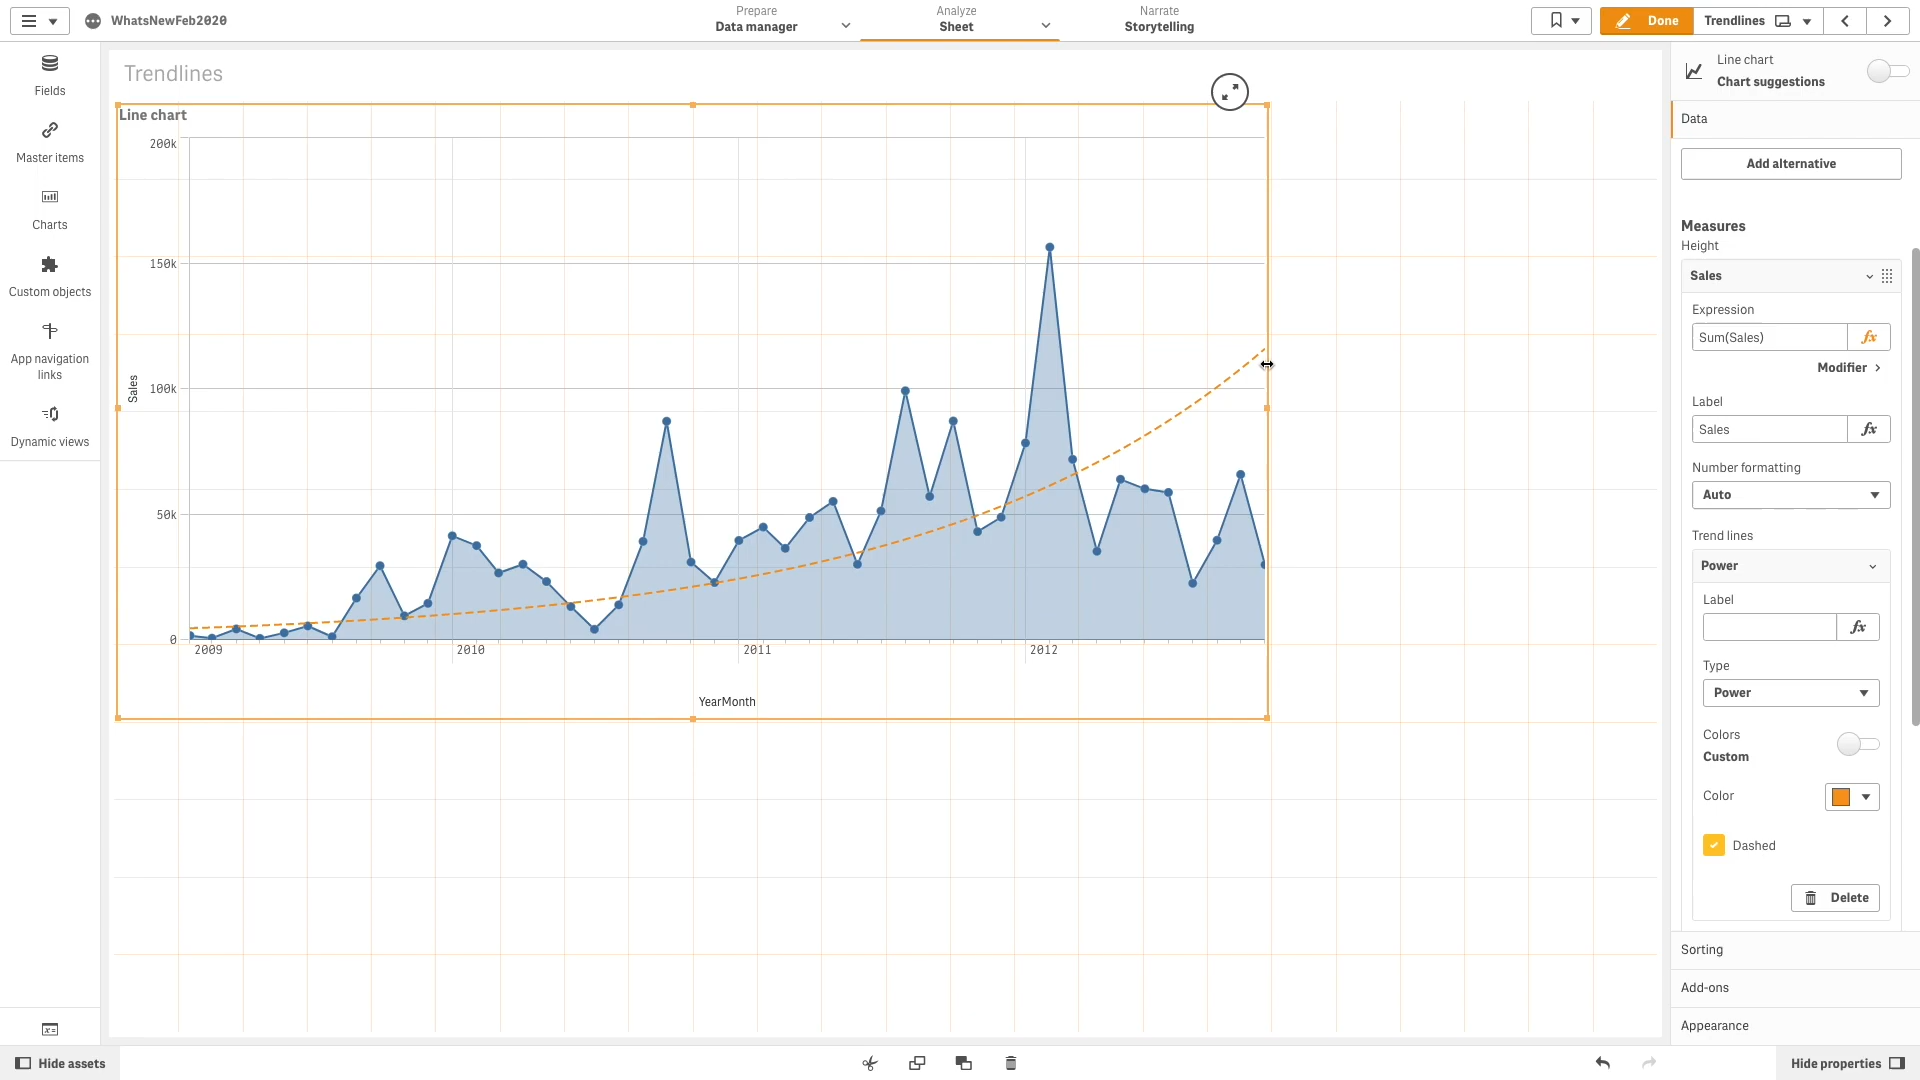 WhatsNewFeb2020
Prepare
Data manager
Analyze
Sheet
Narrate
Storytelling
Done
Trendlines
Fields
Master items
Charts
Custom objects
App navigation
links
Dynamic views
Hide assets
Trendlines
Line chart
200k
150k
100k
50k
0
Sales
2009
2010
2011
2012
YearMonth
Line chart
Chart suggestions
Data
Add alternative
Measures
Height
Sales
Expression
Sum(Sales)
fx
Modifier
Label
Sales
fx
Number formatting
Auto
Trend lines
Power
Label
fx
Type
Power
Colors
Custom
Color
Dashed
Delete
Sorting
Add-ons
Appearance
Hide properties